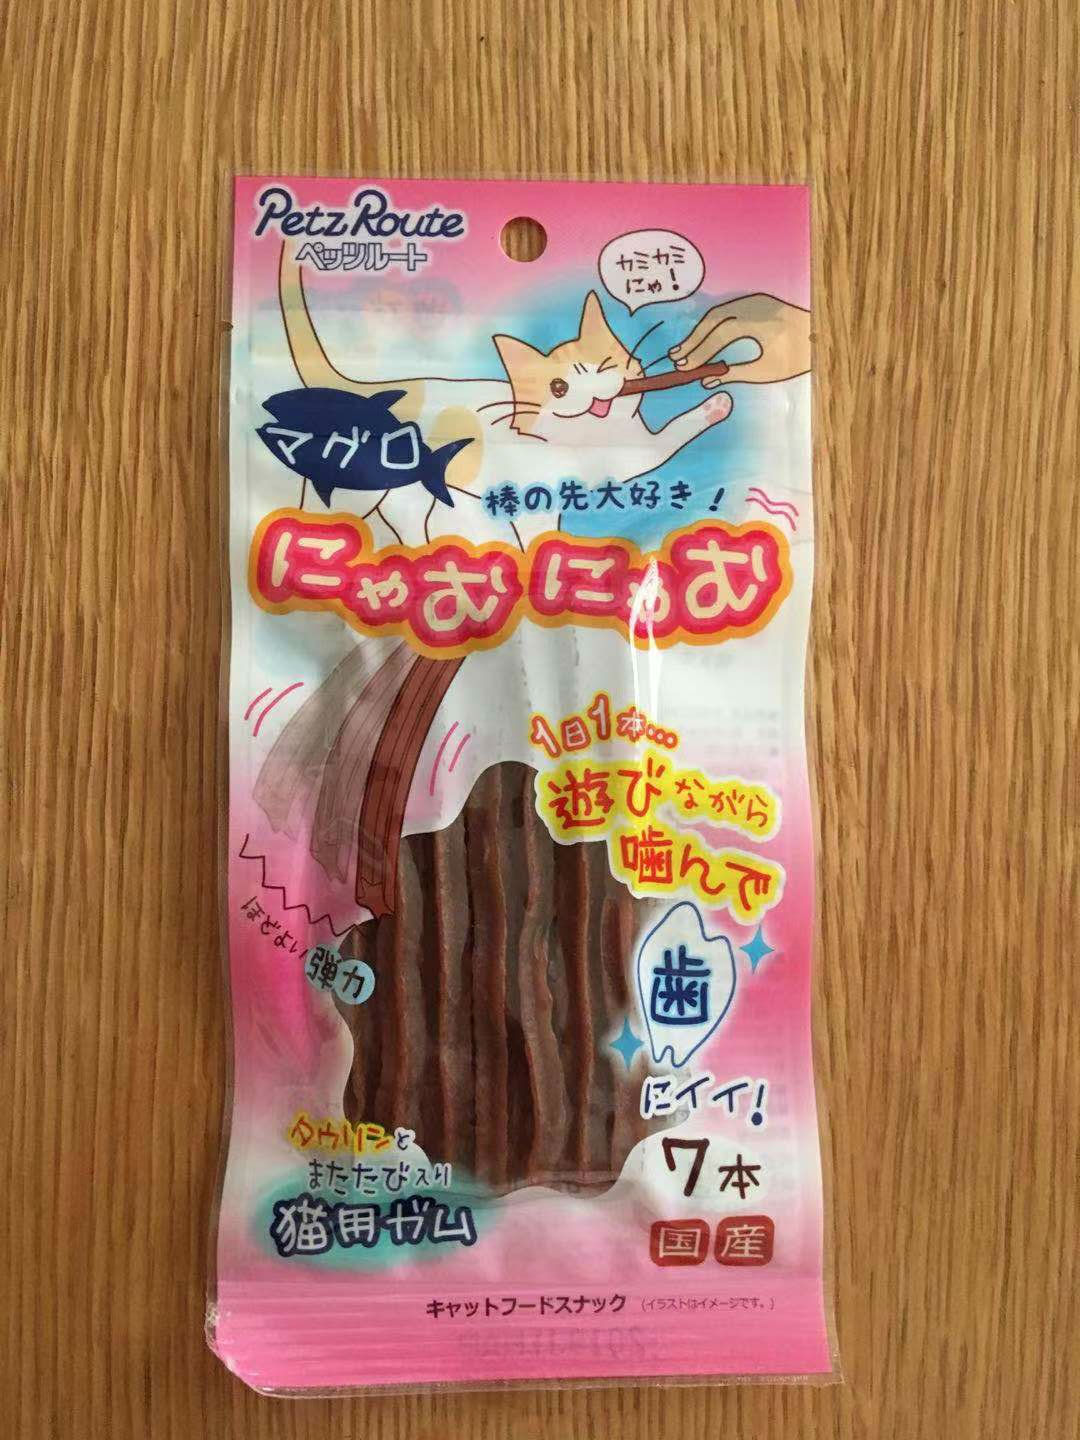 Petz Route
ペッツルート
カミカミ
にゃ!
マグロ
棒の先大好き!
にゃむにゃむ
1日1本…
遊びながら
噛んで
歯
にイイ!
ほどよい
弾力
タウリンと
またたび入り
猫用ガム
7本
国産
キャットフードスナック (イラストはイメージです。)